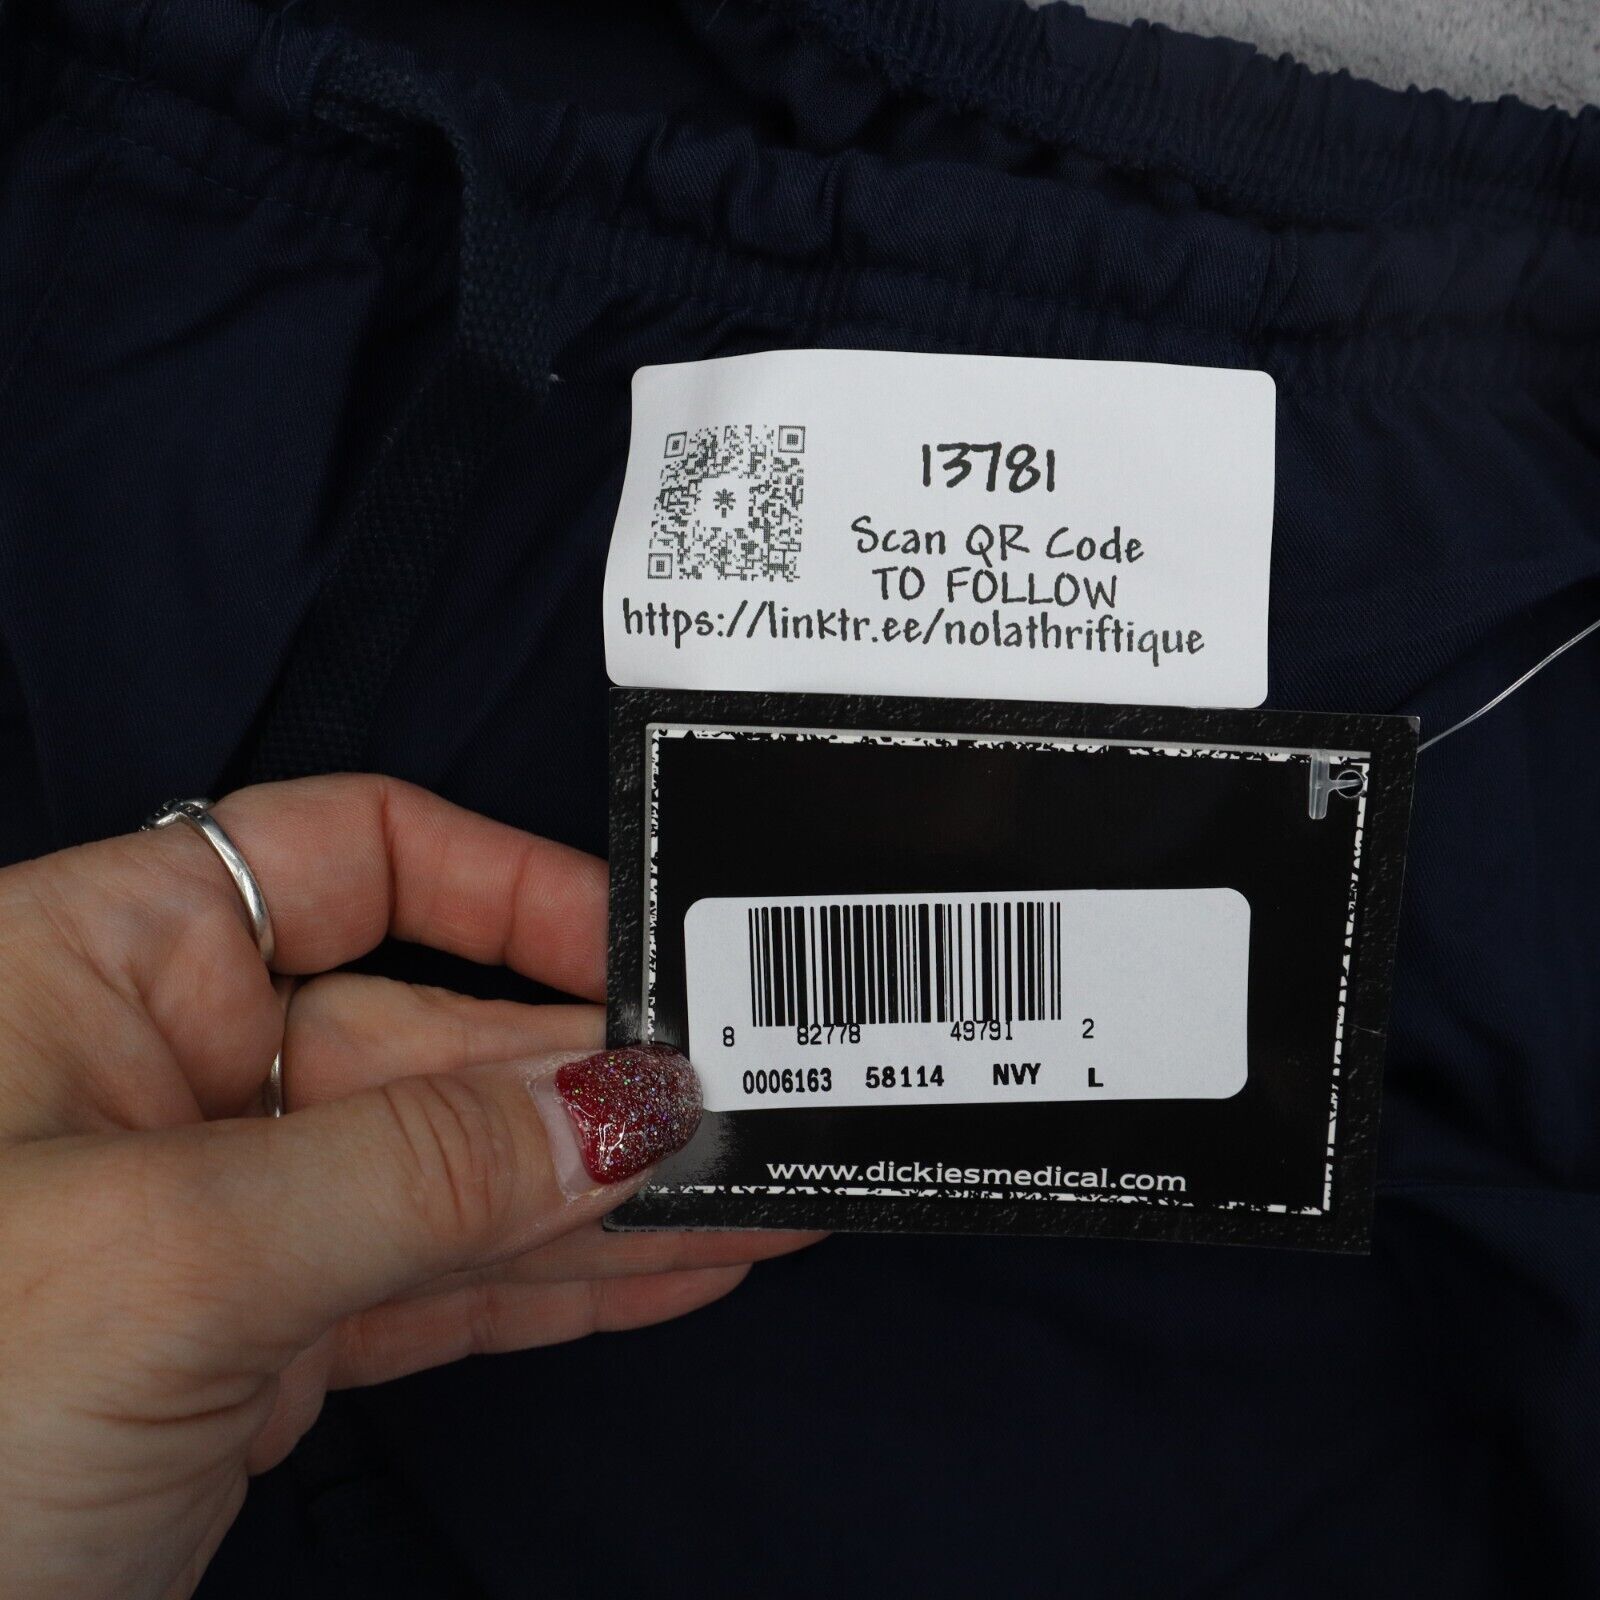 13781
Scan QR Code
TO FOLLOW
https://linktr.ee/nolathriftique
8 82778 49791 2
0006163 58114 NVY L
www.dickiesmedical.com